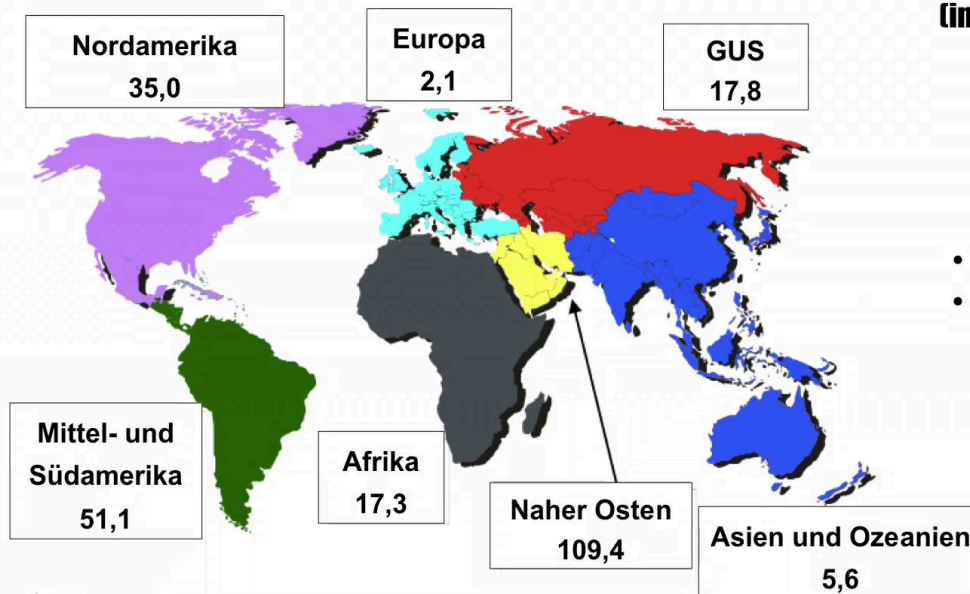 (in
Nordamerika
35,0
Europa
2,1
GUS
17,8
Mittel- und
Südamerika
51,1
Afrika
17,3
Naher Osten
109,4
Asien und Ozeanien
5,6